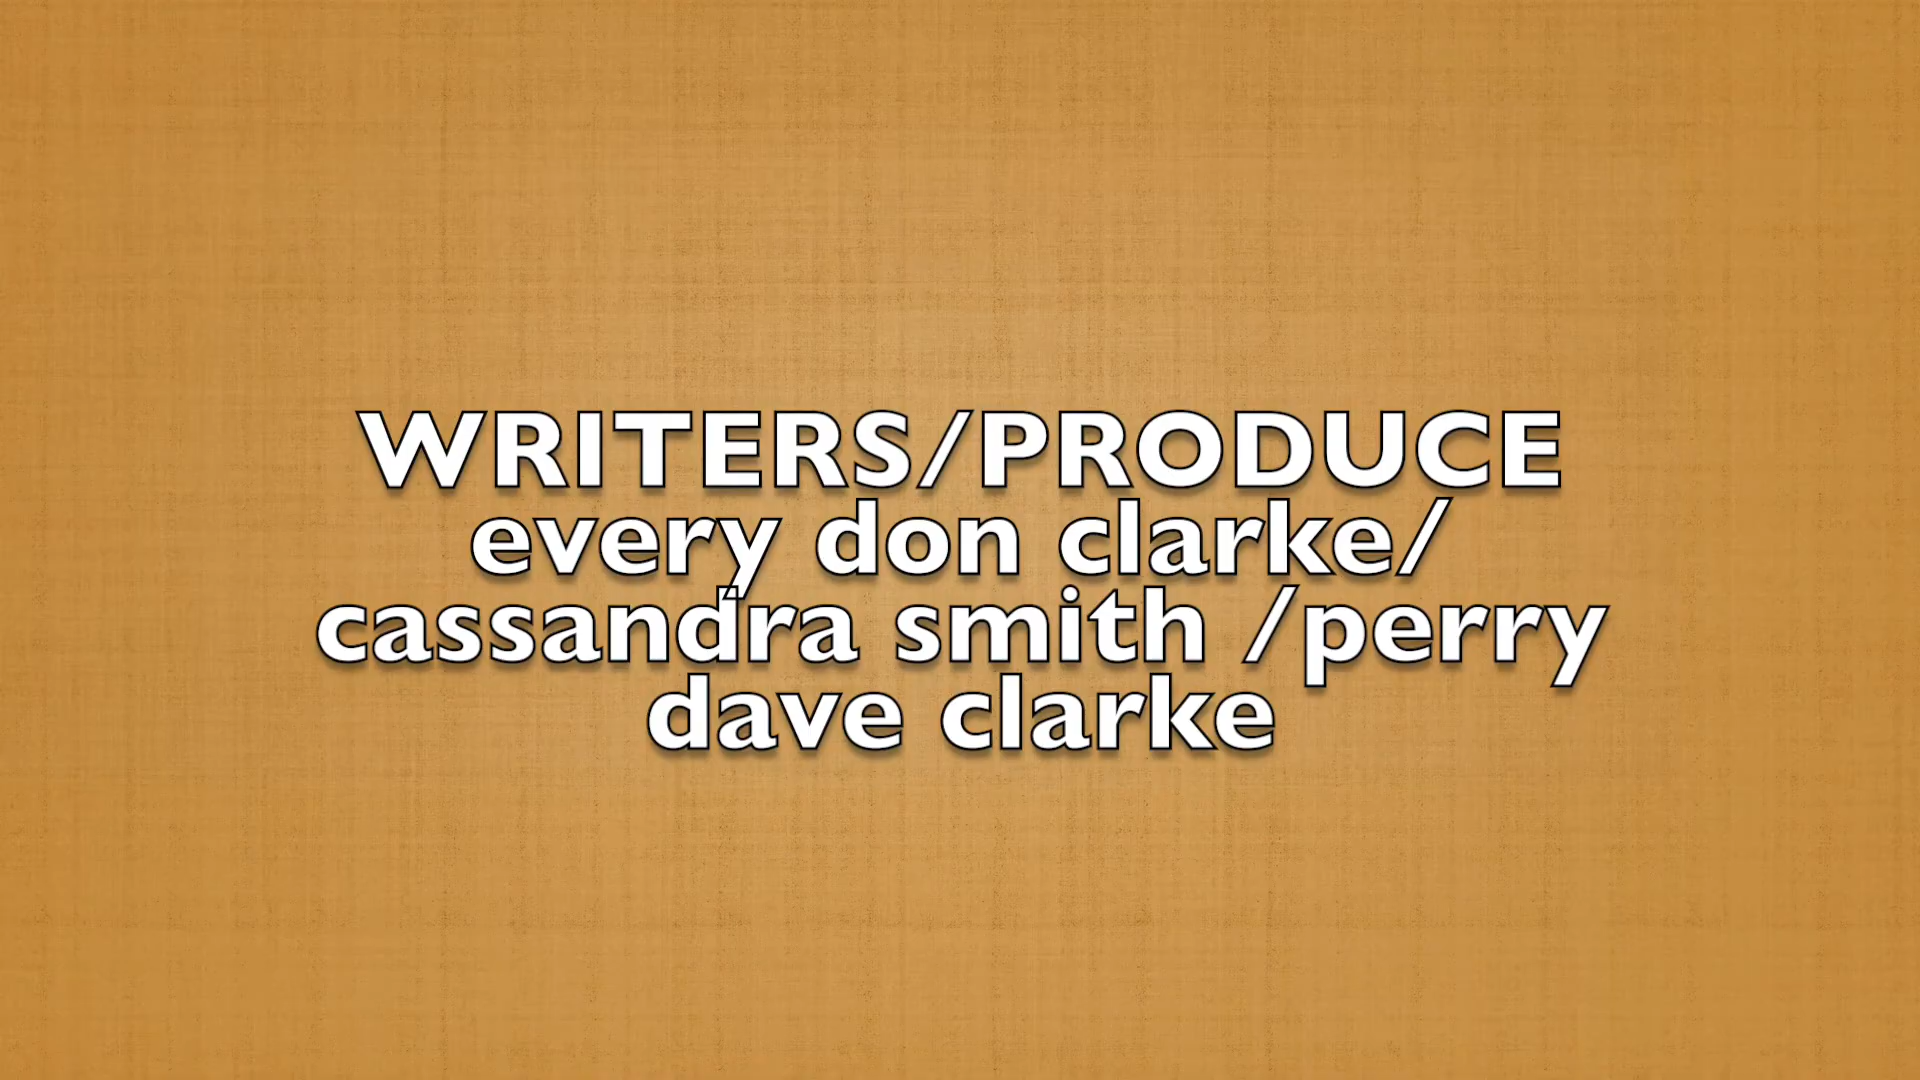 WRITERS/PRODUCE
every don clarke/
cassandra smith /perry
dave clarke